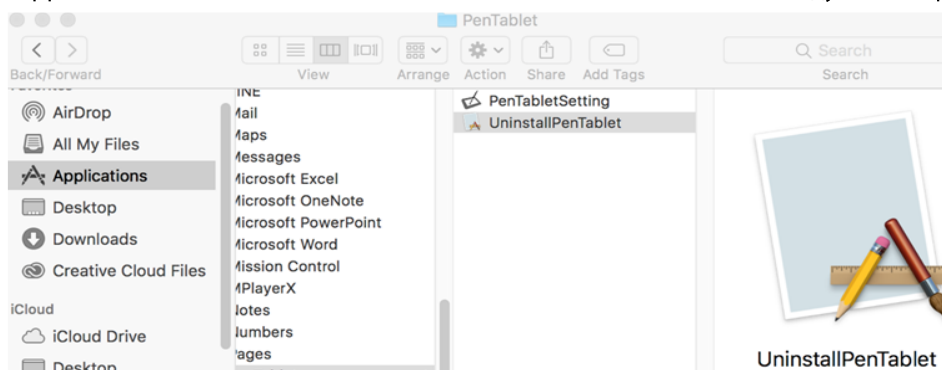 PenTablet
Search
Back/Forward
View
Arrange
Action
Share
Add Tags
Search
AirDrop
All My Files
Applications
Desktop
Downloads
Creative Cloud Files
iCloud
iCloud Drive
Desktop
INE
Mail
Maps
Messages
Microsoft Excel
Microsoft OneNote
Microsoft PowerPoint
Microsoft Word
Mission Control
MPlayerX
Notes
Numbers
Pages
PenTabletSetting
UninstallPenTablet
UninstallPenTablet